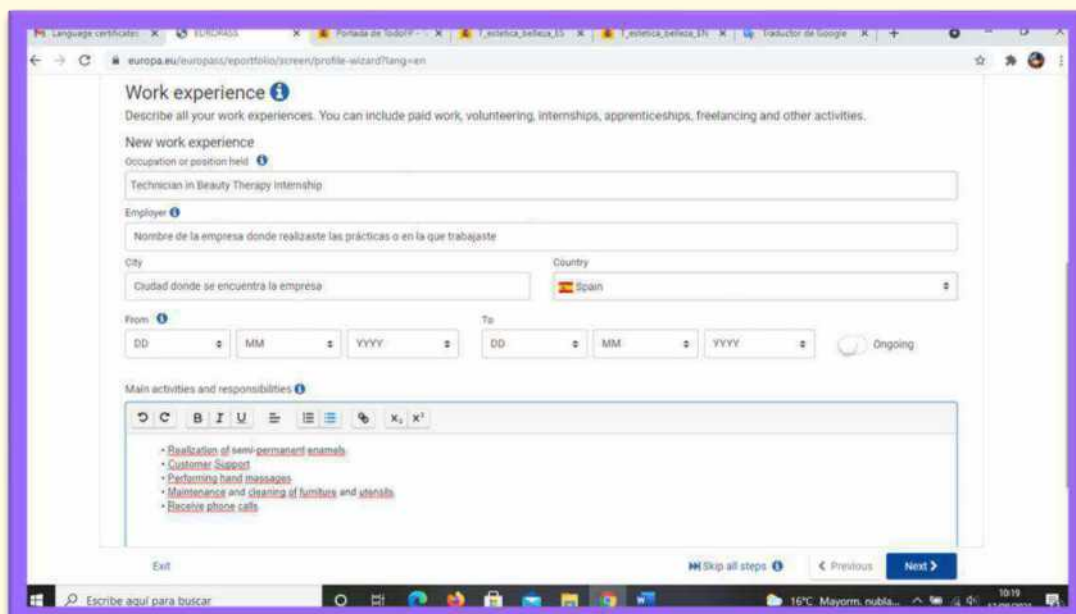 Language certificates
EUROPASS
Portada de TodoFP -
T_estetica_belleza_ES
T_estetica_belleza_EN
Traductor de Google
europa.eu/europass/eportfolio/screen/profile-wizard?lang=en
Work experience
Describe all your work experiences. You can include paid work, volunteering, internships, apprenticeships, freelancing and other activities.
New work experience
Occupation or position held
Technician in Beauty Therapy Internship
Employer
Nombre de la empresa donde realizaste las prácticas o en la que trabajaste
City Country
Ciudad donde se encuentra la empresa Spain
From To
DD MM YYYY DD MM YYYY Ongoing
Main activities and responsibilities
B I U X₂ X²
• Realization of semi-permanent enamels
• Customer Support
• Performing hand massages
• Maintenance and cleaning of furniture and utensils
• Receive phone calls
Exit Skip all steps Previous Next
Escribe aquí para buscar 16°C Mayorm. nubla... 10:19